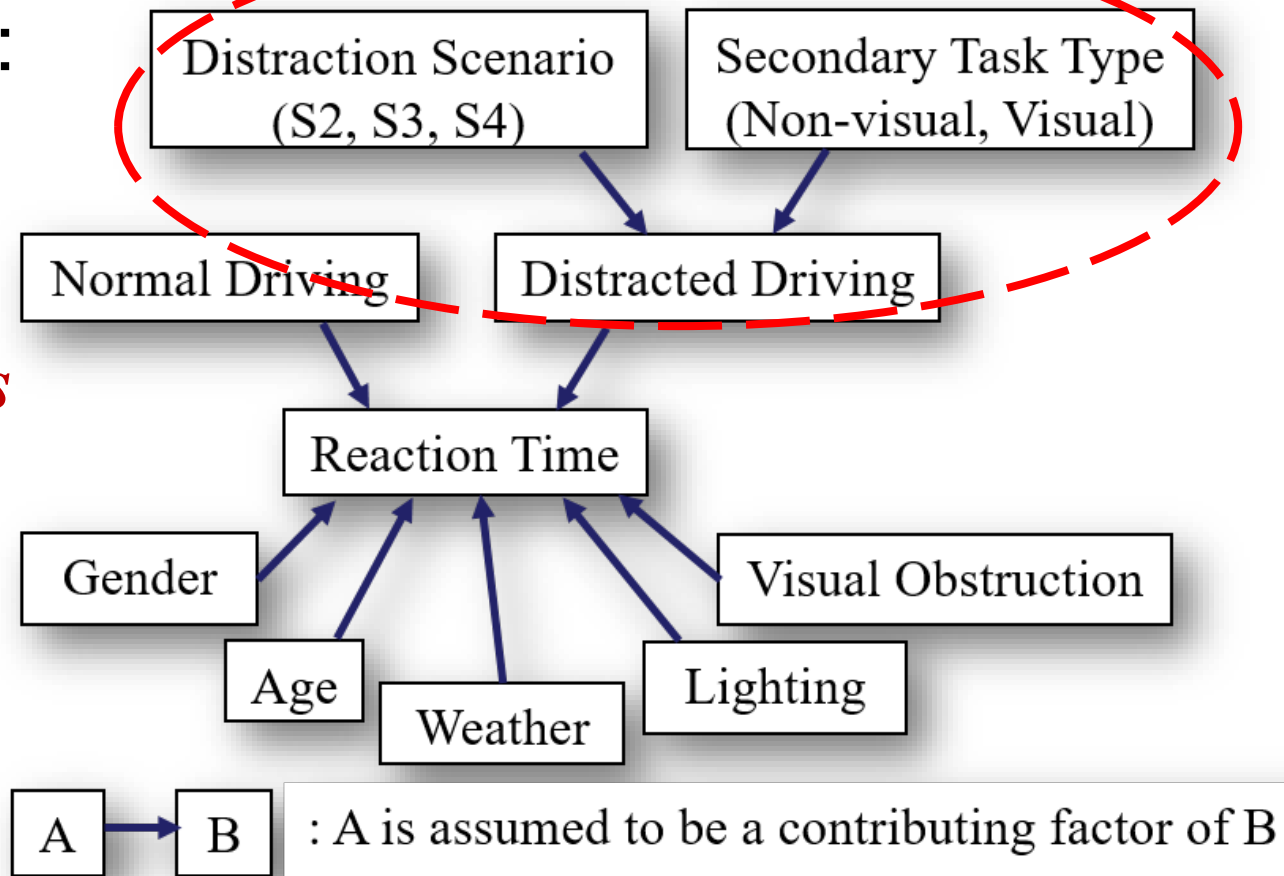 :
Distraction Scenario
(S2, S3, S4)
Secondary Task Type
(Non-visual, Visual)
Normal Driving
Distracted Driving
s
Reaction Time
Gender
Visual Obstruction
Age
Lighting
Weather
A
B
: A is assumed to be a contributing factor of B